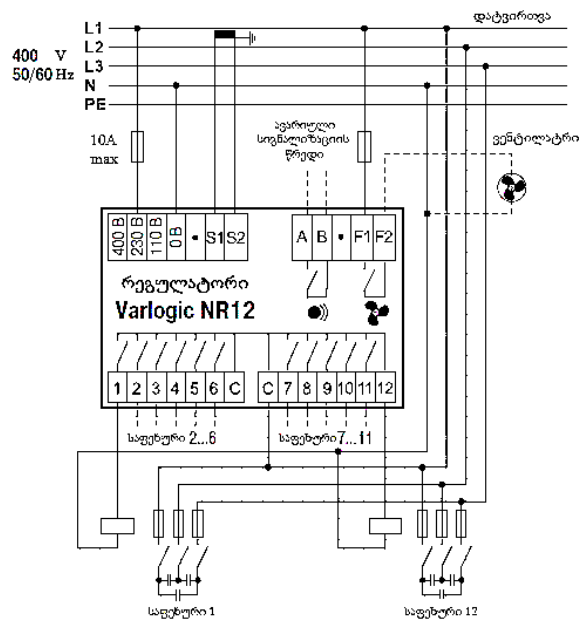 L1
დატვირთვა
L2
400 V
L3
50/60 Hz
N
PE
10A
max
ავარიული
სიგნალიზაციის
წრედი
ვენტილატრი
400 В
230 В
110 В
0 В
•
S1
S2
A
B
•
F1
F2
რეგულატორი
Varlogic NR12
1
2
3
4
5
6
C
C
7
8
9
10
11
12
საფეხური 2...6
საფეხური 7...11
საფეხური 1
საფეხური 12